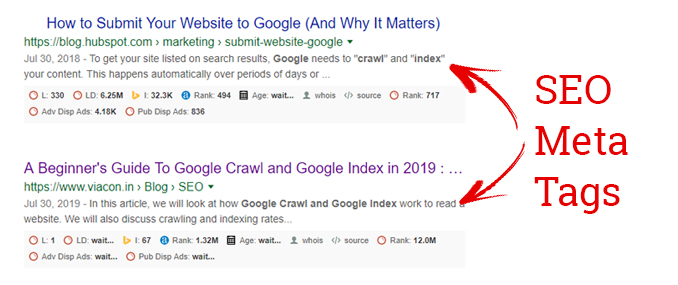 How to Submit Your Website to Google (And Why It Matters)
https://blog.hubspot.com › marketing › submit-website-google
Jul 30, 2018 - To get your site listed on search results, Google needs to "crawl" and "index"
your content. This happens automatically over periods of days or ...
L: 330 LD: 6.25M I: 32.3K Rank: 494 Age: wait... whois </> source Rank: 717
Adv Disp Ads: 4.18K Pub Disp Ads: 836
A Beginner's Guide To Google Crawl and Google Index in 2019 : ...
https://www.viacon.in › Blog › SEO
Jul 30, 2019 - In this article, we will look at how Google Crawl and Google Index work to read a
website. We will also discuss crawling and indexing rates...
L: 1 LD: wait... I: 67 Rank: 1.32M Age: wait... whois </> source Rank: 12.0M
Adv Disp Ads: wait... Pub Disp Ads: wait...
SEO
Meta
Tags